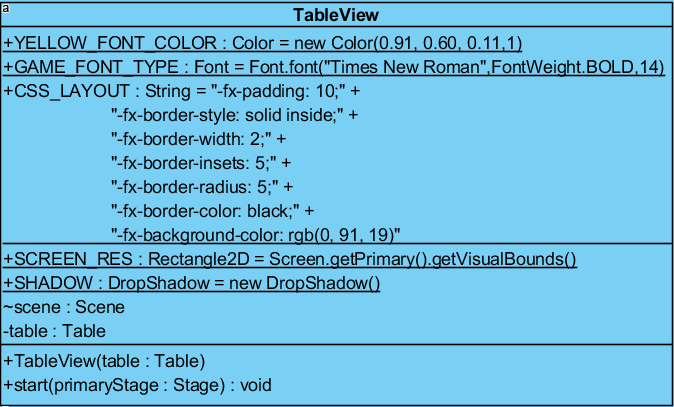 a
TableView
+YELLOW_FONT_COLOR : Color = new Color(0.91, 0.60, 0.11,1)
+GAME_FONT_TYPE : Font = Font.font("Times New Roman",FontWeight.BOLD,14)
+CSS_LAYOUT : String = "-fx-padding: 10;" +
"-fx-border-style: solid inside;" +
"-fx-border-width: 2;" +
"-fx-border-insets: 5;" +
"-fx-border-radius: 5;" +
"-fx-border-color: black;" +
"-fx-background-color: rgb(0, 91, 19)"
+SCREEN_RES : Rectangle2D = Screen.getPrimary().getVisualBounds()
+SHADOW : DropShadow = new DropShadow()
~scene : Scene
-table : Table
+TableView(table : Table)
+start(primaryStage : Stage) : void